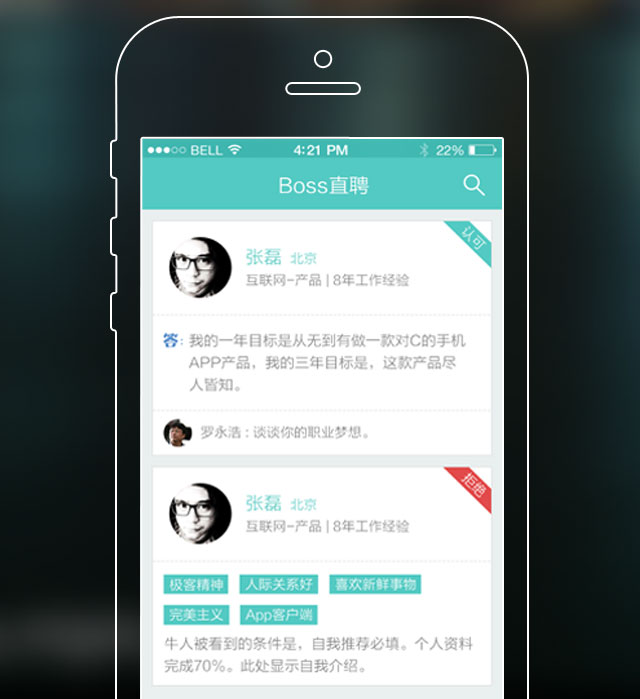 BELL 4:21 PM 22%
Boss直聘
认可
张磊 北京
互联网-产品 | 8年工作经验
答: 我的一年目标是从无到有做一款对C的手机
APP产品，我的三年目标是，这款产品尽
人皆知。
罗永浩 : 谈谈你的职业梦想。
拒绝
张磊 北京
互联网-产品 | 8年工作经验
极客精神 人际关系好 喜欢新鲜事物
完美主义 App客户端
牛人被看到的条件是，自我推荐必填。个人资料
完成70%。此处显示自我介绍。